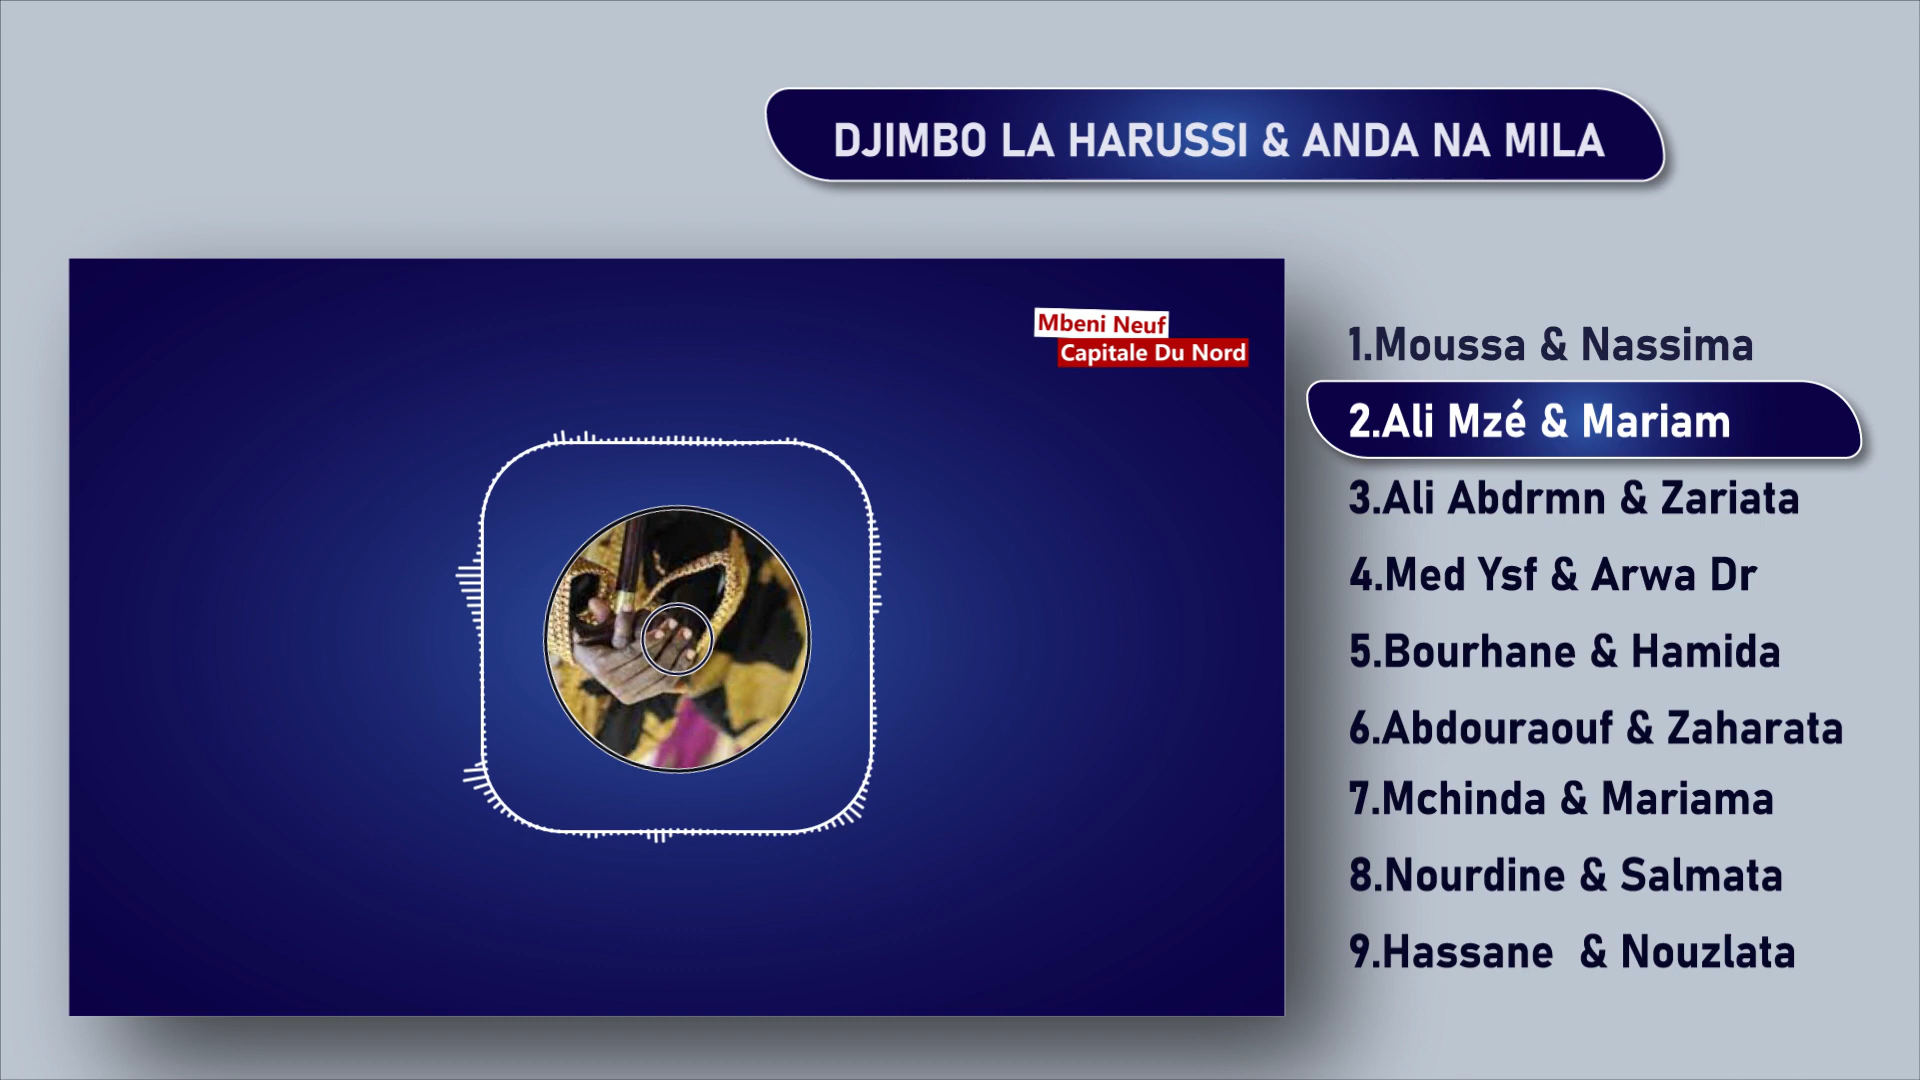 DJIMBO LA HARUSSI & ANDA NA MILA
Mbeni Neuf
Capitale Du Nord
1.Moussa & Nassima
2.Ali Mzé & Mariam
3.Ali Abdrmn & Zariata
4.Med Ysf & Arwa Dr
5.Bourhane & Hamida
6.Abdouraouf & Zaharata
7.Mchinda & Mariama
8.Nourdine & Salmata
9.Hassane & Nouzlata